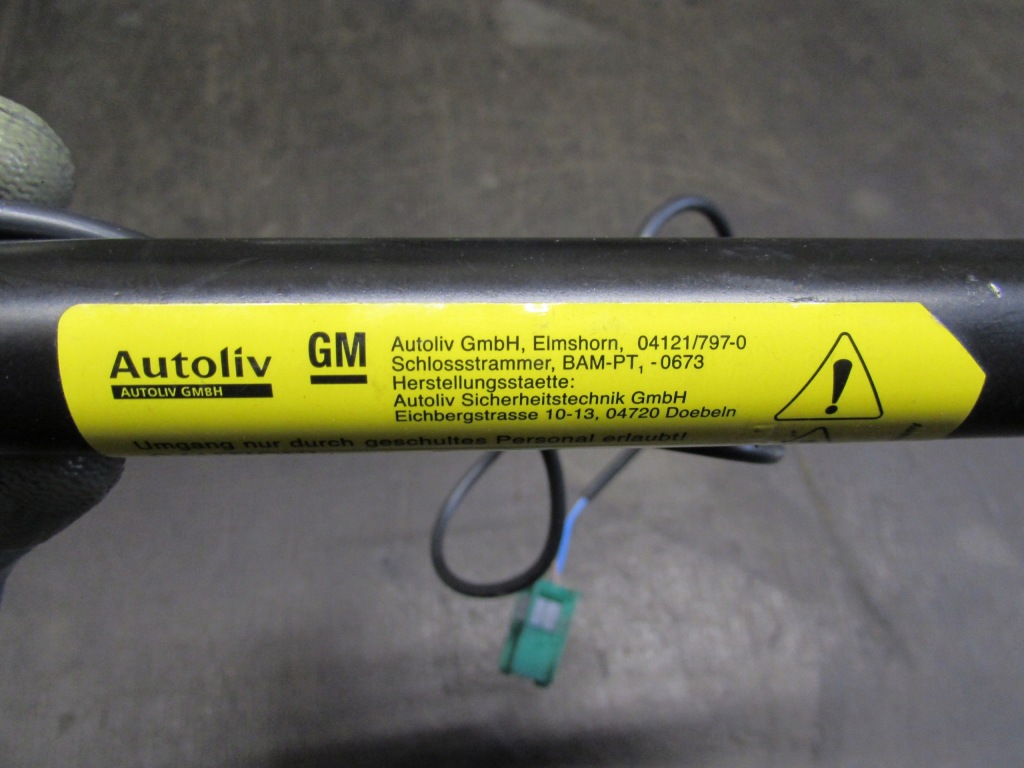 Autoliv
AUTOLIV GMBH
GM
Autoliv GmbH, Elmshorn, 04121/797-0
Schlossstrammer, BAM-PT₁ -0673
Herstellungsstaette:
Autoliv Sicherheitstechnik GmbH
Eichbergstrasse 10-13, 04720 Doebeln
!
Umgang nur durch geschultes Personal erlaubt!